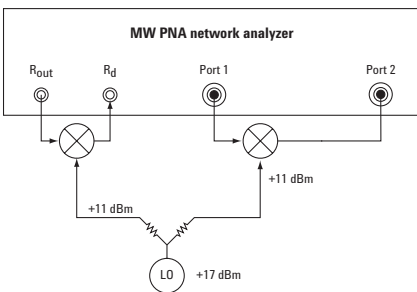 MW PNA network analyzer
Rout
Rd
Port 1
Port 2
+11 dBm
+11 dBm
LO
+17 dBm